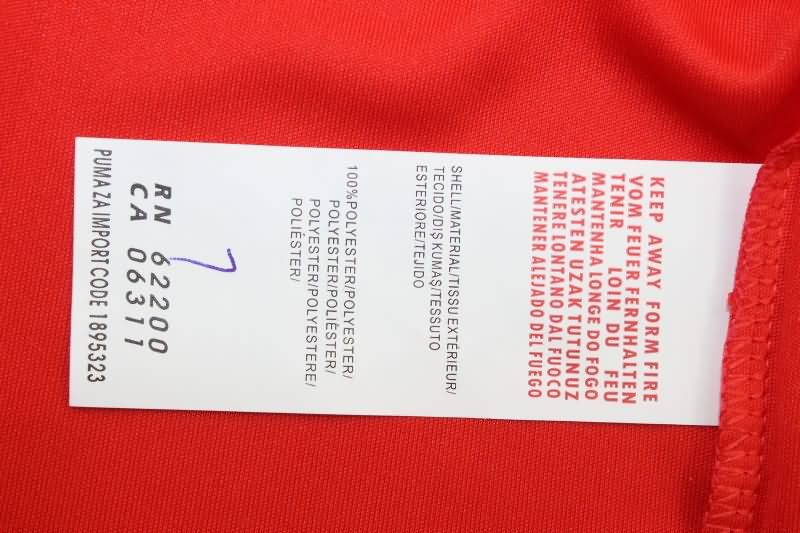 KEEP AWAY FORM FIRE
VOM FEUER FERNHALTEN
TENIR LOIN DU FEU
MANTENHA LONGE DO FOGO
ATESTEN UZAK TUTUNUZ
TENERE LONTANO DAL FUOCO
MANTENER ALEJADO DEL FUEGO
SHELL/MATERIAL/TISSU EXTÉRIEUR/
TECIDO/DIŞ KUMAŞ/TESSUTO
ESTERIORE/TEJIDO
100%POLYESTER/POLYESTER/
POLYESTER/POLIÉSTER/
POLYESTER/POLYESTERE/
POLIÉSTER/
7
RN 62200
CA 06311
PUMA ZA IMPORT CODE 1895323